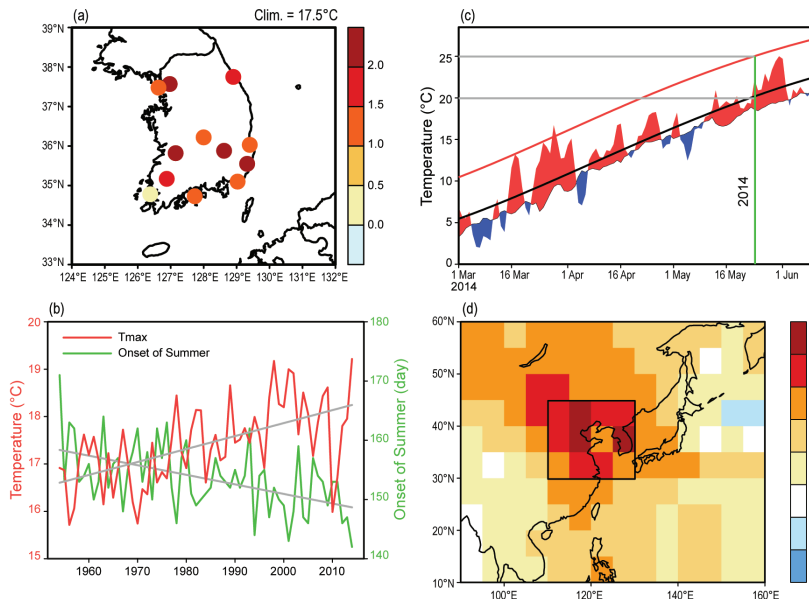 (a)
Clim. = 17.5°C
39°N
38°N
37°N
36°N
35°N
34°N
33°N
124°E 125°E 126°E 127°E 128°E 129°E 130°E 131°E 132°E
2.0
1.5
1.0
0.5
0.0
(c)
Temperature (°C)
25
20
15
10
5
0
2014
1 Mar 16 Mar 1 Apr 16 Apr 1 May 16 May 1 Jun
2014
(b)
Temperature (°C)
20
19
18
17
16
15
Tmax
Onset of Summer
180
170
160
150
140
Onset of Summer (day)
1960 1970 1980 1990 2000 2010
(d)
60°N
50°N
40°N
30°N
20°N
10°N
100°E 120°E 140°E 160°E